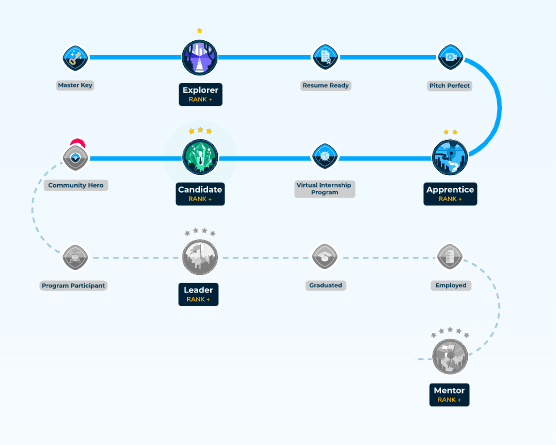 Master Key
Explorer
RANK +
Resume Ready
Pitch Perfect
Community Hero
Candidate
RANK +
Virtual Internship
Program
Apprentice
RANK +
Program Participant
Leader
RANK +
Graduated
Employed
Mentor
RANK +